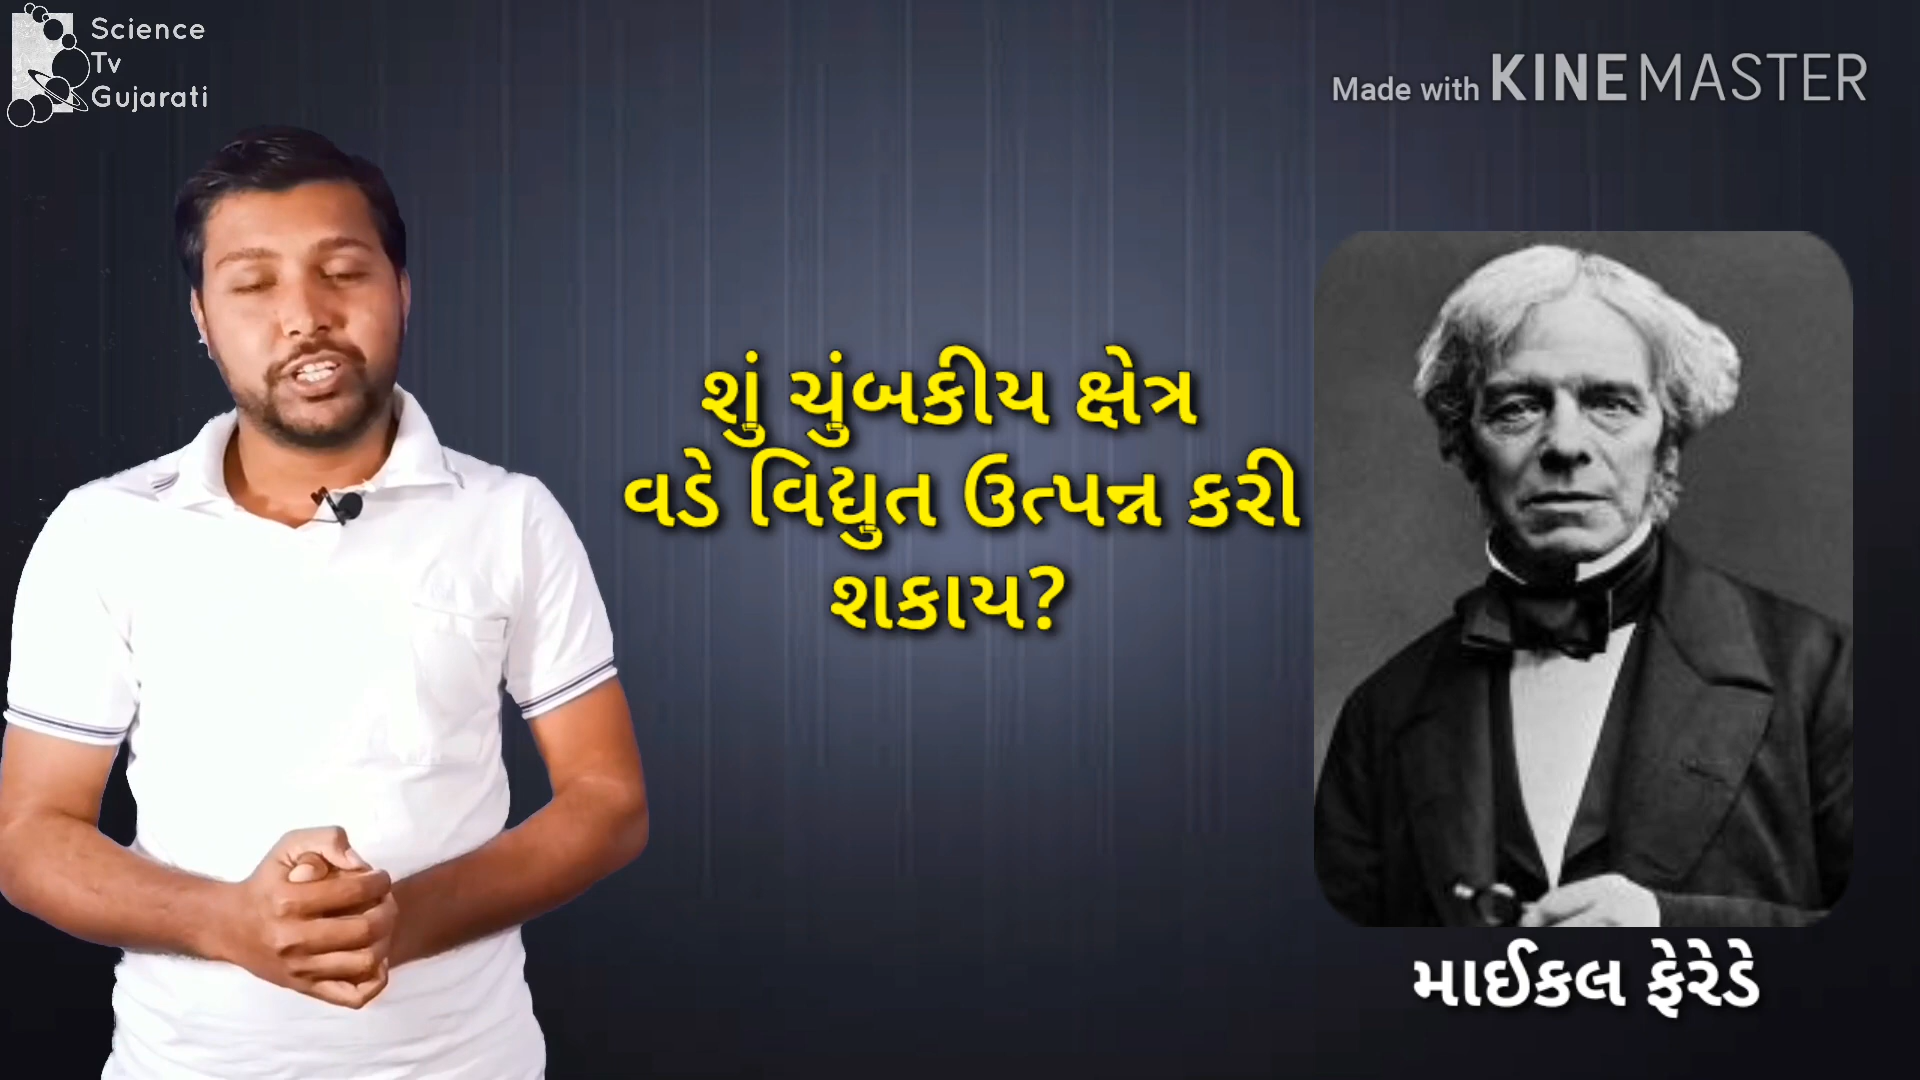 Science
Tv
Gujarati
Made with KINEMASTER
શું ચુંબકીય ક્ષેત્ર
વડે વિદ્યુત ઉત્પન્ન કરી
શકાય?
માઈકલ ફેરેડે